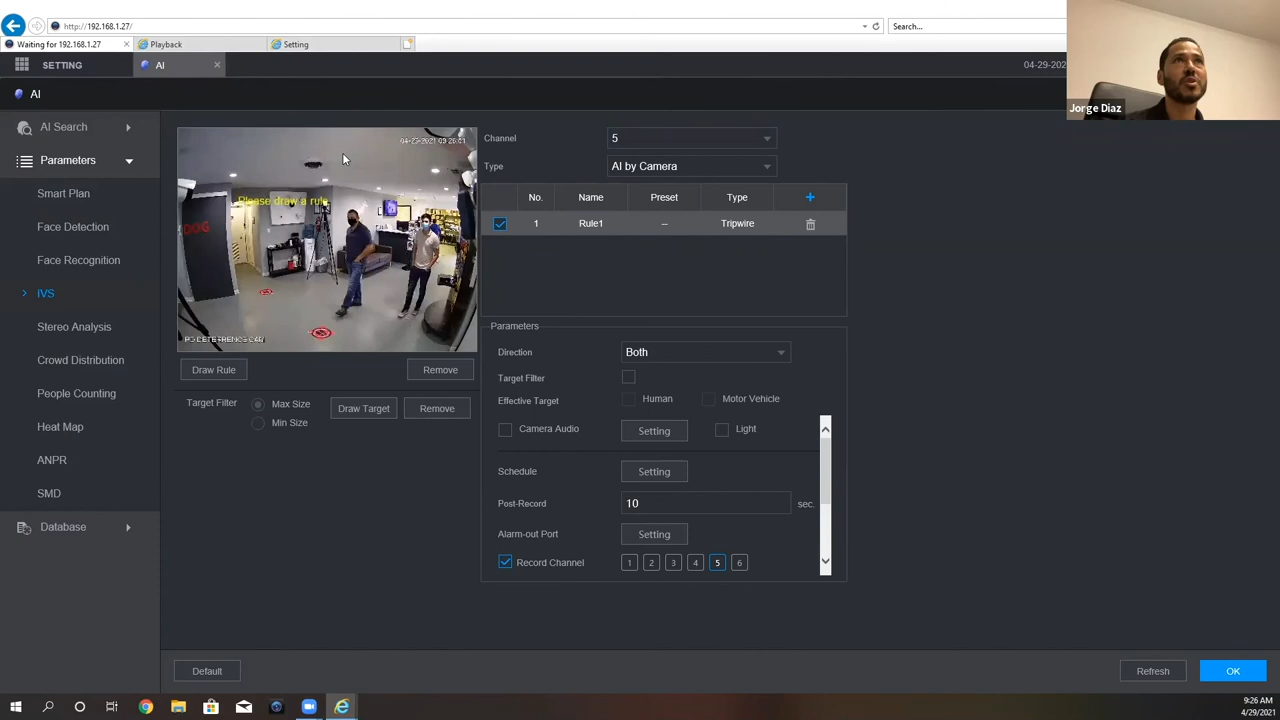 http://192.168.1.27/
Search...
Waiting for 192.168.1.27
Playback
Setting
SETTING
AI
04-29-202
Jorge Diaz
AI
AI Search
Parameters
Smart Plan
Face Detection
Face Recognition
IVS
Stereo Analysis
Crowd Distribution
People Counting
Heat Map
ANPR
SMD
Database
Please draw a rule
DOG
Draw Rule
Remove
Target Filter
Max Size
Min Size
Draw Target
Remove
Channel
5
Type
AI by Camera
No. Name Preset Type
1 Rule1 -- Tripwire
Parameters
Direction
Both
Target Filter
Effective Target
Human
Motor Vehicle
Camera Audio
Setting
Light
Schedule
Setting
Post-Record
10
sec.
Alarm-out Port
Setting
Record Channel
1 2 3 4 5 6
Default
Refresh
OK
9:26 AM
4/29/2021